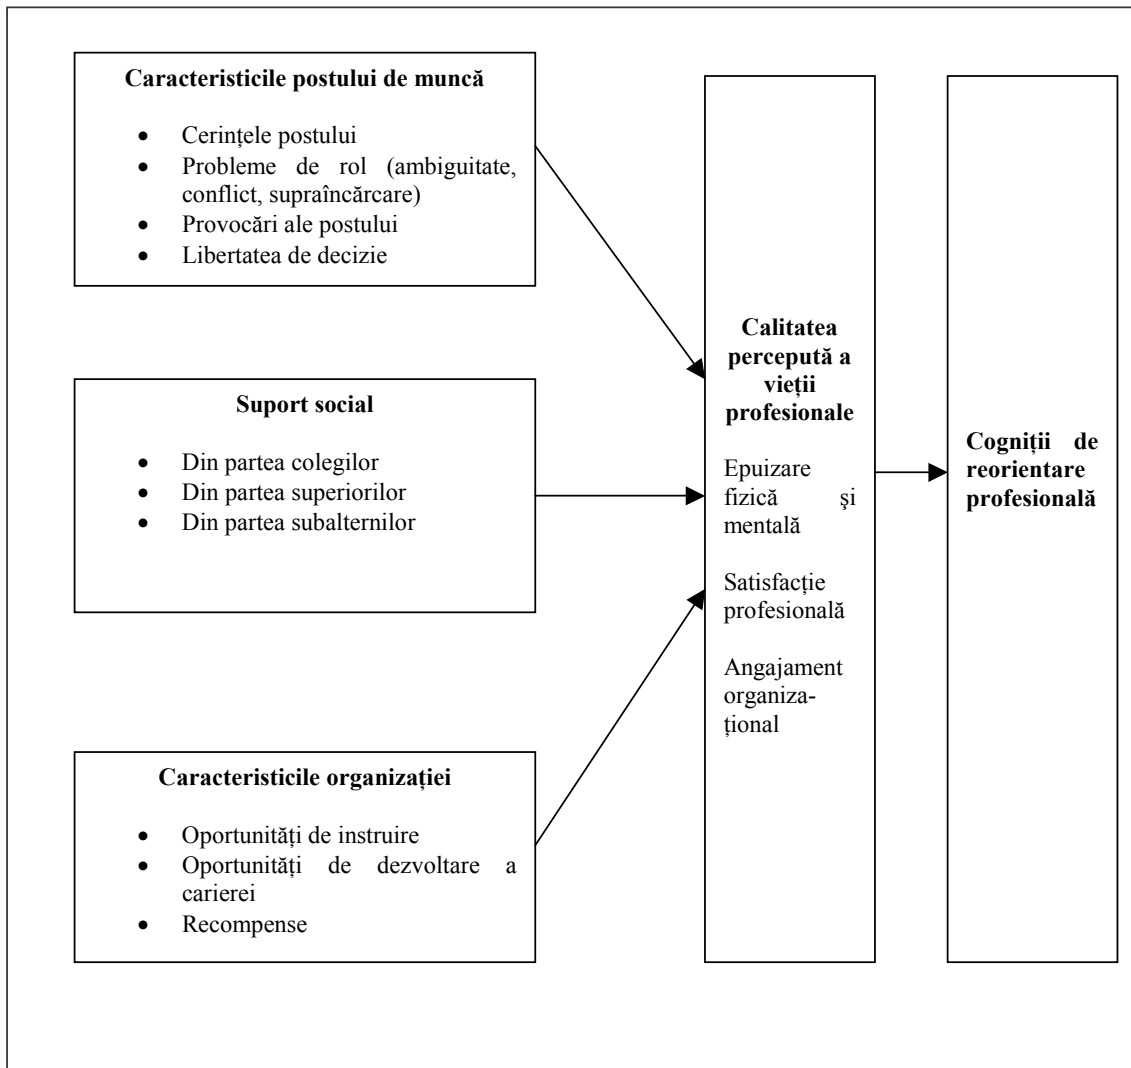 Caracteristicile postului de muncă
• Cerințele postului
• Probleme de rol (ambiguitate,
conflict, supraîncărcare)
• Provocări ale postului
• Libertatea de decizie
Suport social
• Din partea colegilor
• Din partea superiorilor
• Din partea subalternilor
Caracteristicile organizației
• Oportunități de instruire
• Oportunități de dezvoltare a
carierei
• Recompense
Calitatea
percepută a
vieții
profesionale
Epuizare
fizică şi
mentală
Satisfacție
profesională
Angajament
organiza-
țional
Cogniții de
reorientare
profesională